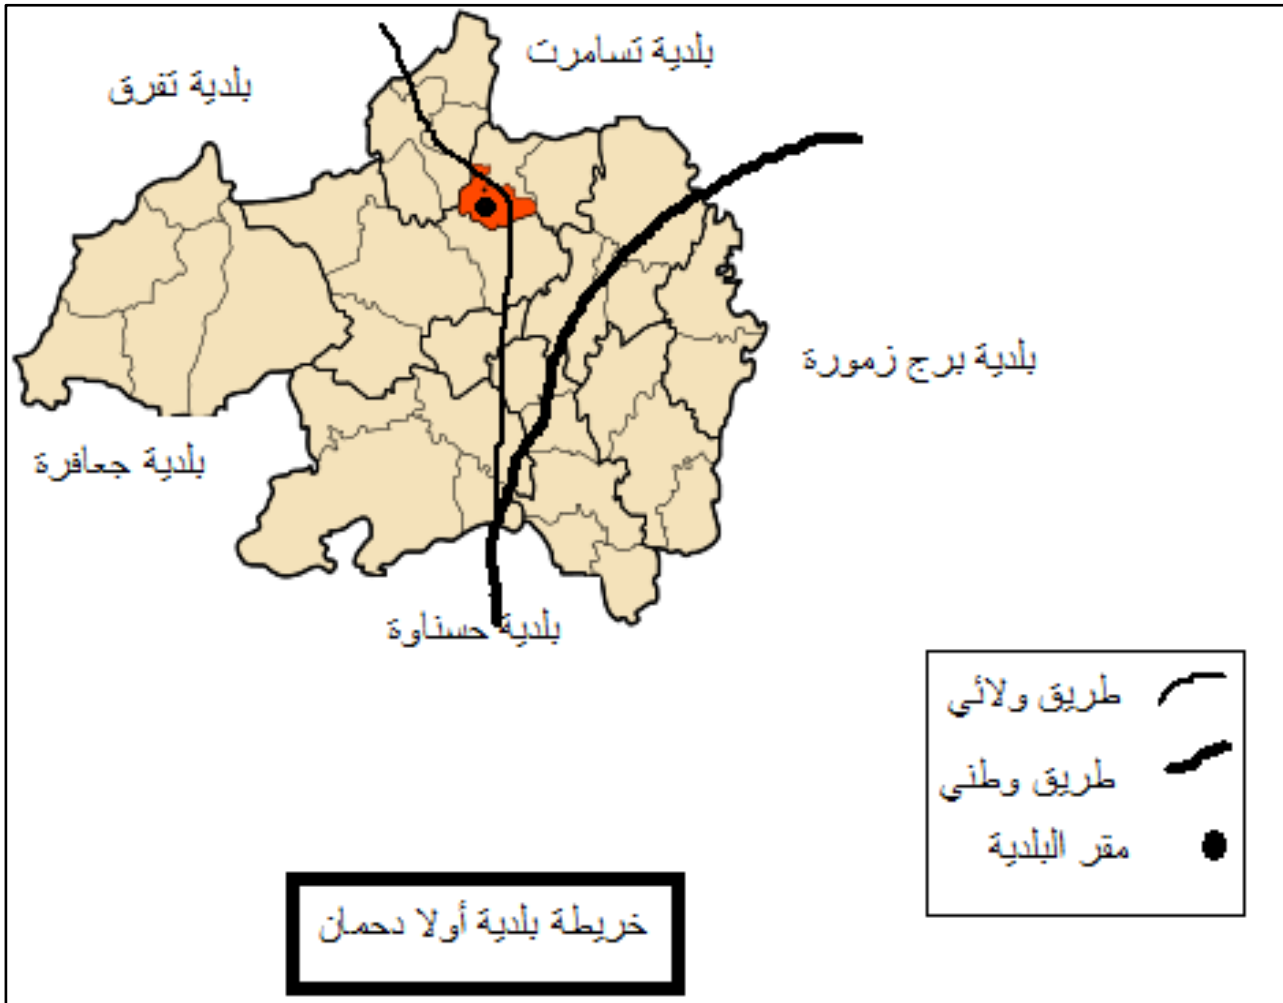 بلدية تسامرت
بلدية تفرق
بلدية برج زمورة
بلدية جعافرة
بلدية حسناوة
طريق ولائي
طريق وطني
مقر البلدية
خريطة بلدية أولا دحمان